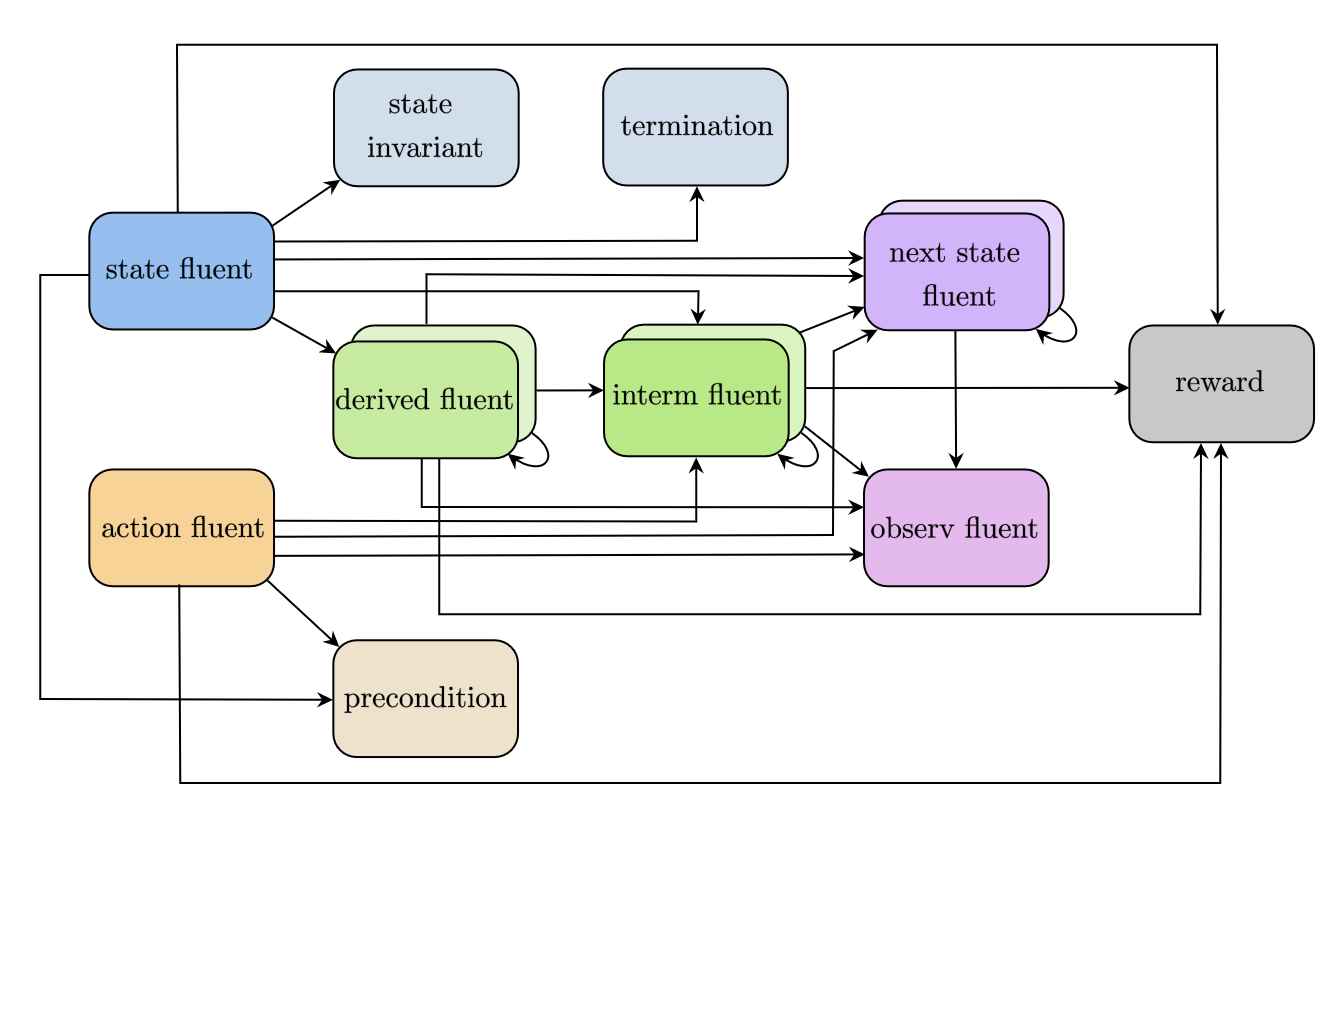 state
invariant
termination
state fluent
next state
fluent
derived fluent
interm fluent
reward
action fluent
observ fluent
precondition